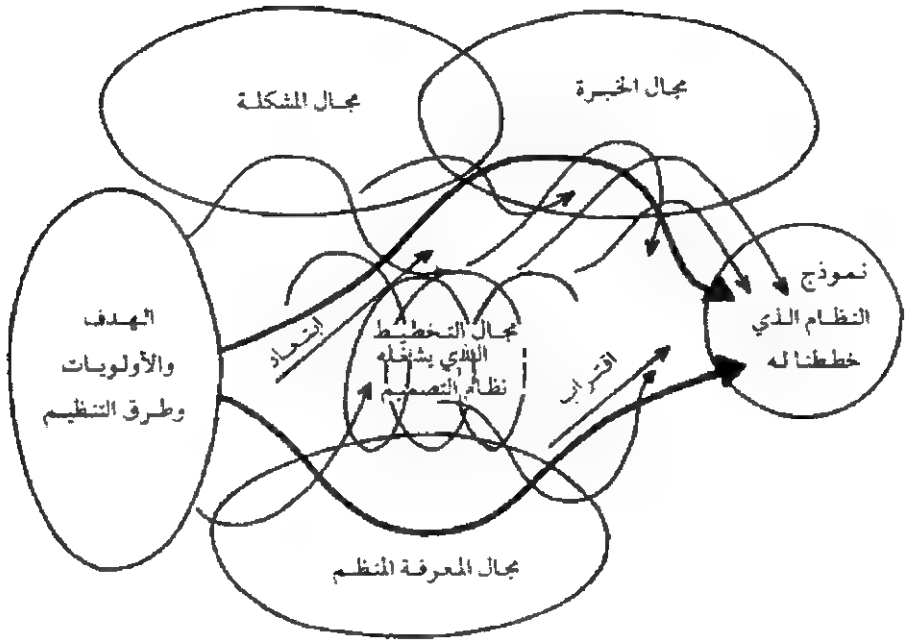 مجال الخبرة
مجال المشكلة
نموذج
النظام الذي
خططنا له
الهدف
والأولويات
وطرق التنظيم
ابتعاد
مجال التخطيط
الذي يشغله
نظام التصميم
اقتراب
مجال المعرفة المنظم